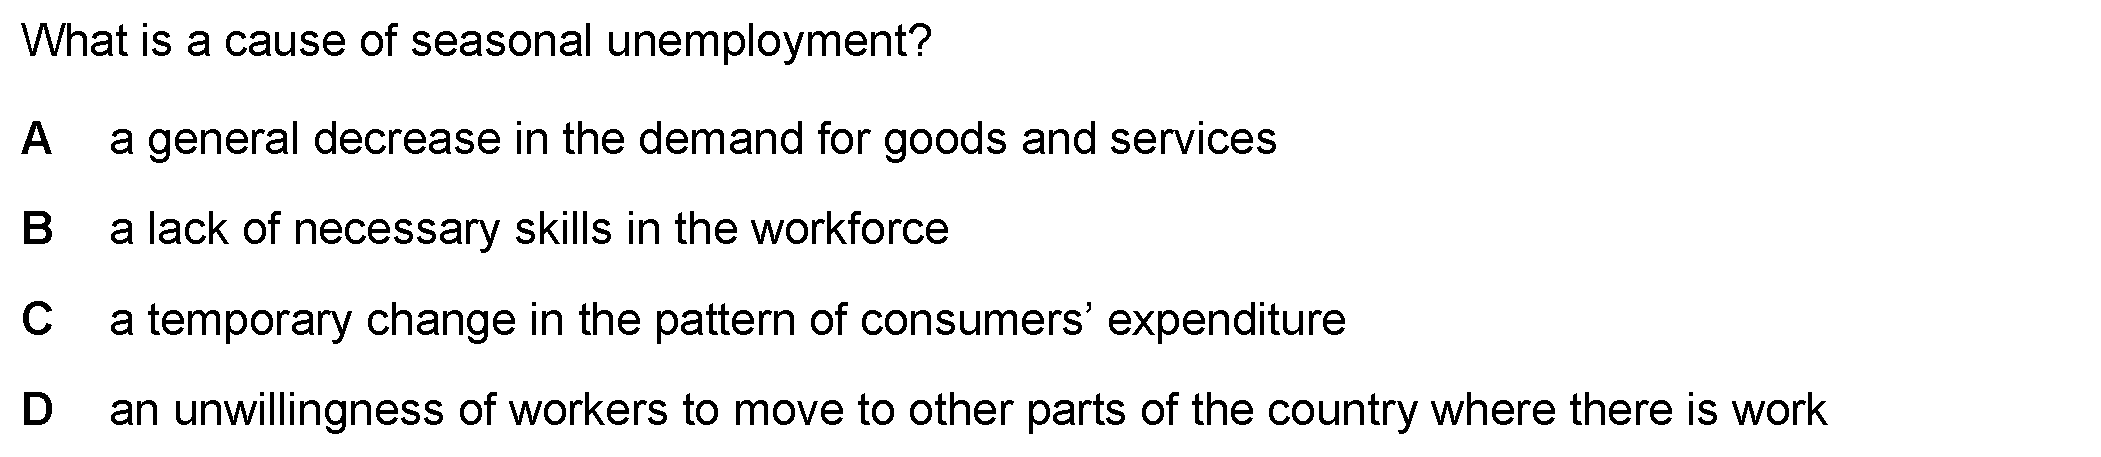 What is a cause of seasonal unemployment?
A a general decrease in the demand for goods and services
B a lack of necessary skills in the workforce
C a temporary change in the pattern of consumers’ expenditure
D an unwillingness of workers to move to other parts of the country where there is work